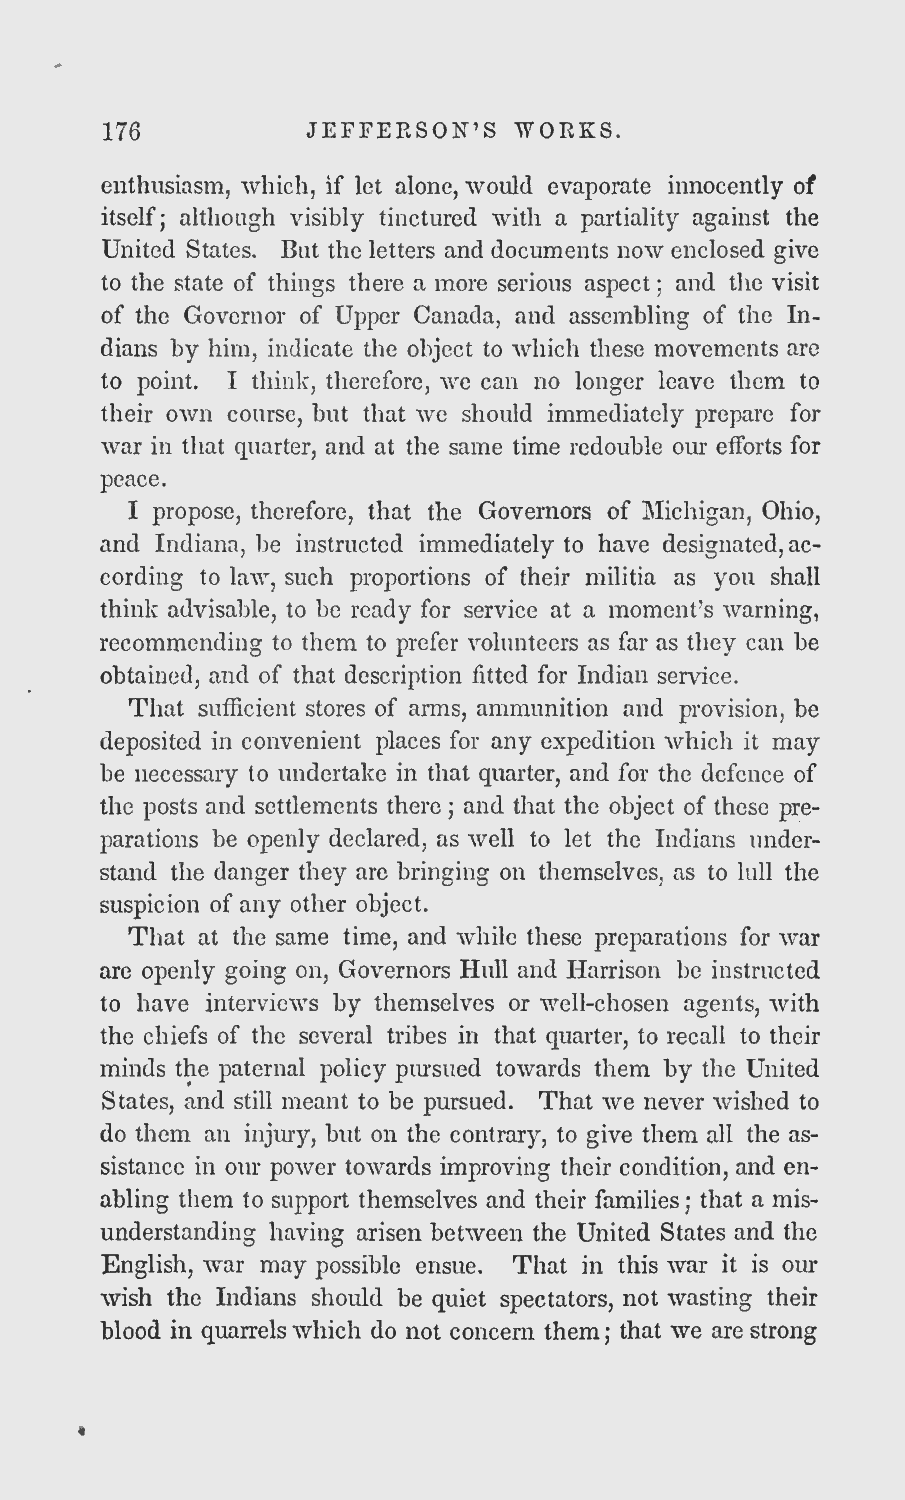 176 JEFFERSON'S WORKS.
enthusiasm, which, if let alone, would evaporate innocently of
itself; although visibly tinctured with a partiality against the
United States. But the letters and documents now enclosed give
to the state of things there a more serious aspect; and the visit
of the Governor of Upper Canada, and assembling of the In-
dians by him, indicate the object to which these movements are
to point. I think, therefore, we can no longer leave them to
their own course, but that we should immediately prepare for
war in that quarter, and at the same time redouble our efforts for
peace.
I propose, therefore, that the Governors of Michigan, Ohio,
and Indiana, be instructed immediately to have designated, ac-
cording to law, such proportions of their militia as you shall
think advisable, to be ready for service at a moment's warning,
recommending to them to prefer volunteers as far as they can be
obtained, and of that description fitted for Indian service.
That sufficient stores of arms, ammunition and provision, be
deposited in convenient places for any expedition which it may
be necessary to undertake in that quarter, and for the defence of
the posts and settlements there; and that the object of these pre-
parations be openly declared, as well to let the Indians under-
stand the danger they are bringing on themselves, as to lull the
suspicion of any other object.
That at the same time, and while these preparations for war
are openly going on, Governors Hull and Harrison be instructed
to have interviews by themselves or well-chosen agents, with
the chiefs of the several tribes in that quarter, to recall to their
minds the paternal policy pursued towards them by the United
States, and still meant to be pursued. That we never wished to
do them an injury, but on the contrary, to give them all the as-
sistance in our power towards improving their condition, and en-
abling them to support themselves and their families; that a mis-
understanding having arisen between the United States and the
English, war may possible ensue. That in this war it is our
wish the Indians should be quiet spectators, not wasting their
blood in quarrels which do not concern them; that we are strong